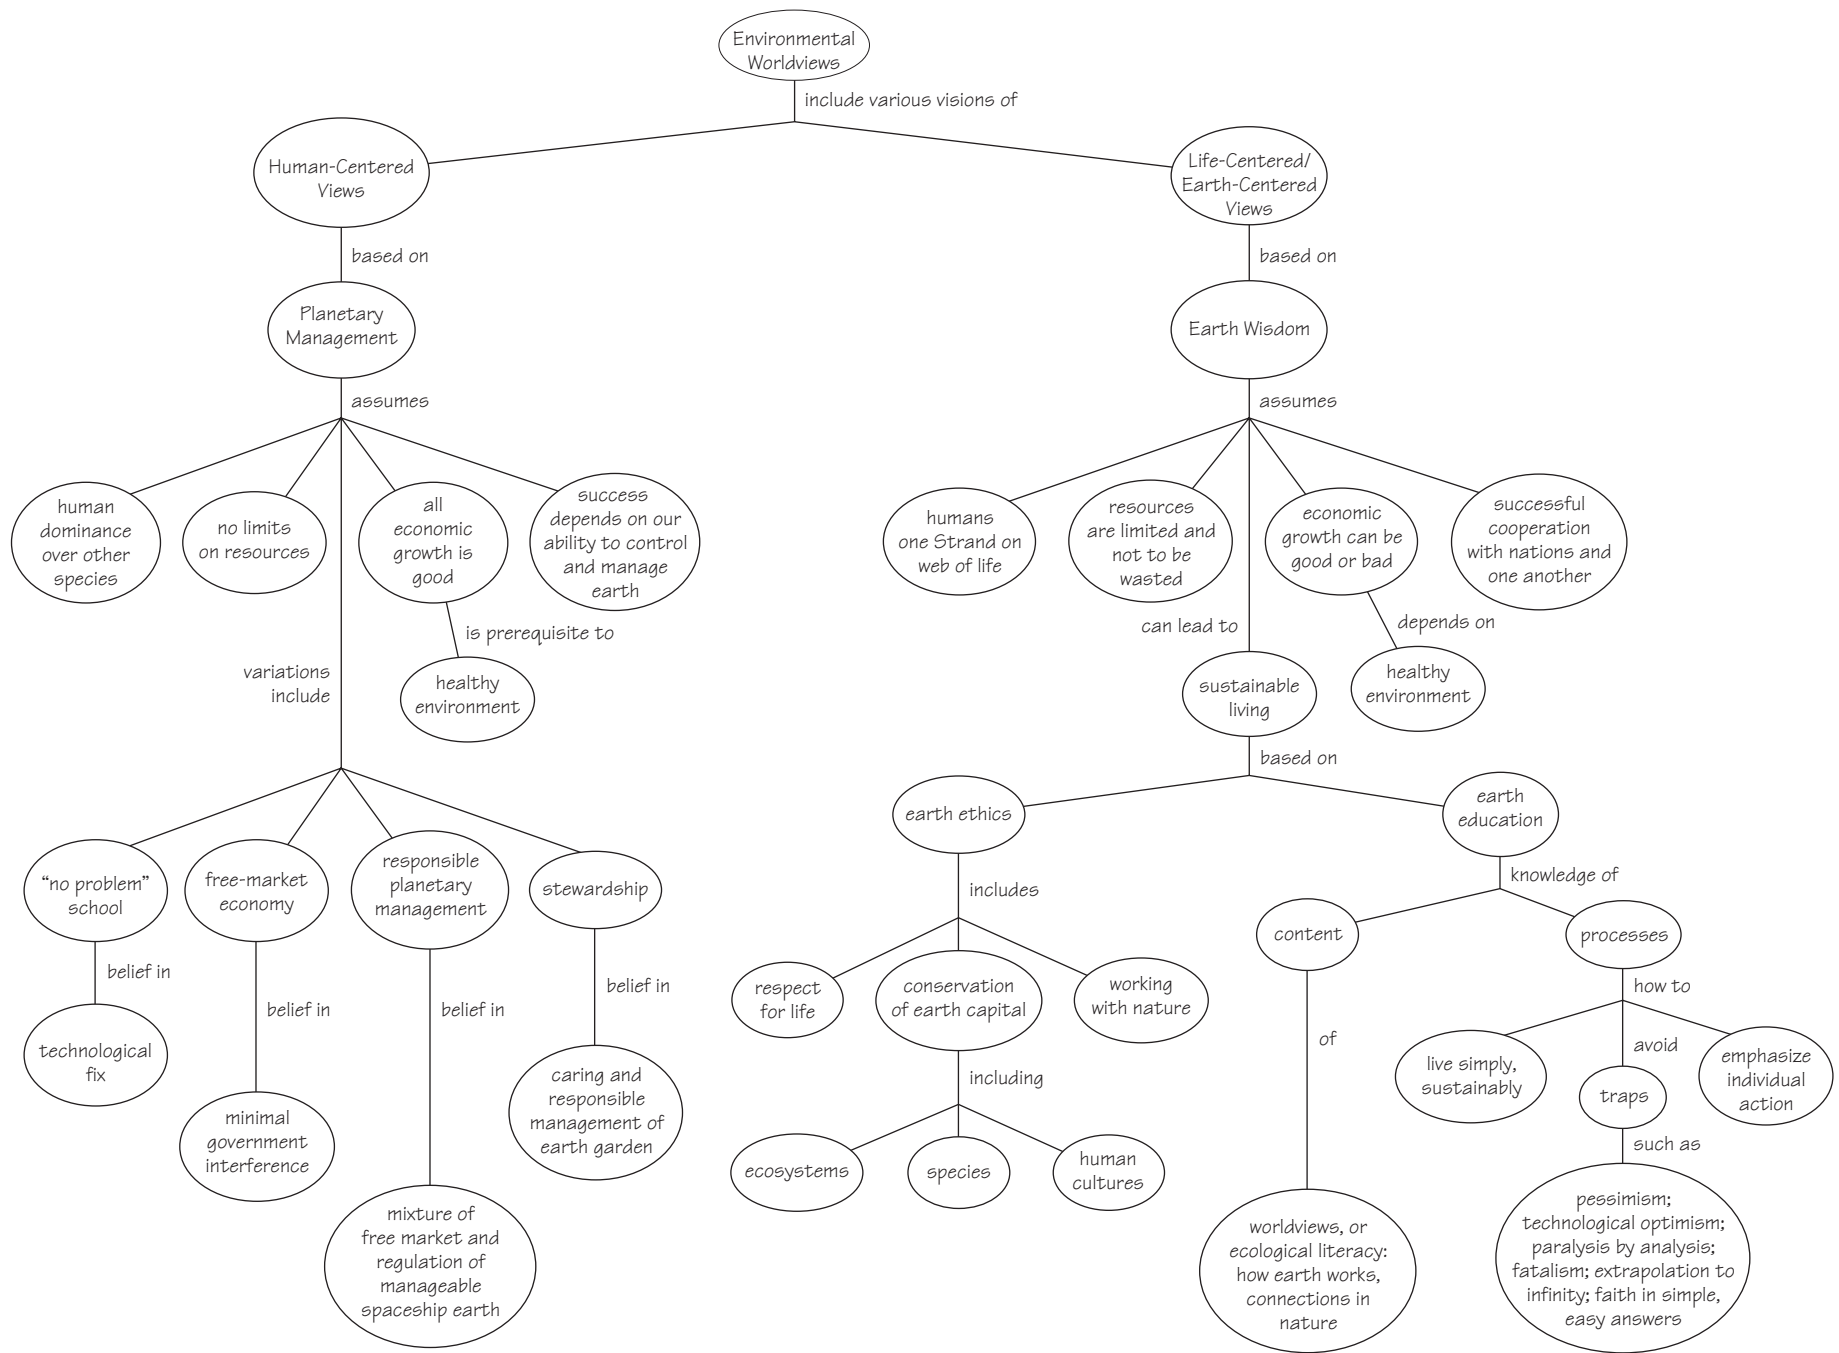 Environmental
Worldviews
include various visions of
Human-Centered
Views
Life-Centered/
Earth-Centered
Views
based on
based on
Planetary
Management
Earth Wisdom
assumes
assumes
human
dominance
over other
species
no limits
on resources
all
economic
growth is
good
success
depends on our
ability to control
and manage
earth
humans
one Strand on
web of life
resources
are limited and
not to be
wasted
economic
growth can be
good or bad
successful
cooperation
with nations and
one another
is prerequisite to
can lead to
depends on
variations
include
healthy
environment
sustainable
living
healthy
environment
based on
earth ethics
earth
education
"no problem"
school
free-market
economy
responsible
planetary
management
stewardship
includes
knowledge of
content
processes
belief in
belief in
belief in
belief in
respect
for life
conservation
of earth capital
working
with nature
how to
of
technological
fix
caring and
responsible
management of
earth garden
including
live simply,
sustainably
avoid
traps
emphasize
individual
action
minimal
government
interference
ecosystems
species
human
cultures
such as
mixture of
free market and
regulation of
manageable
spaceship earth
worldviews, or
ecological literacy:
how earth works,
connections in
nature
pessimism;
technological optimism;
paralysis by analysis;
fatalism; extrapolation to
infinity; faith in simple,
easy answers